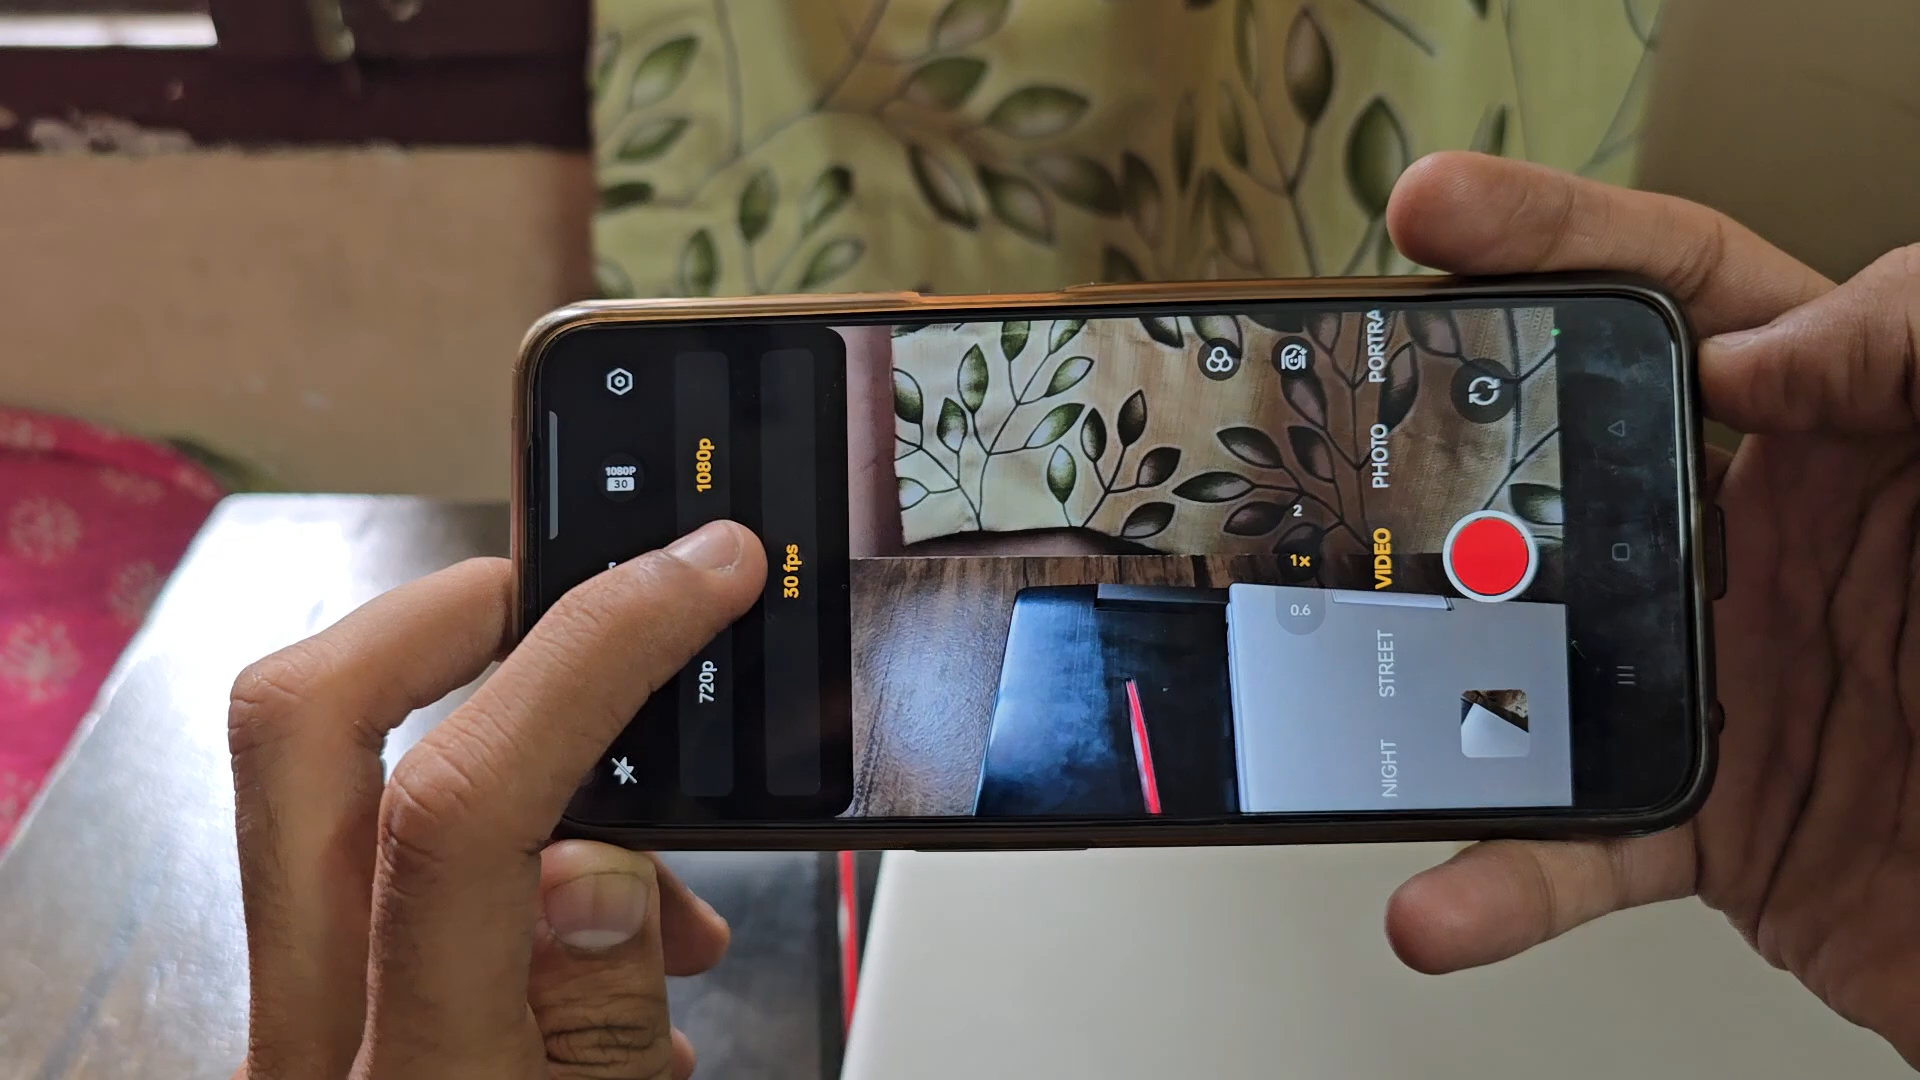 1080P
30
720p
1080p
30 fps
0.6
1x
2
NIGHT
STREET
VIDEO
PHOTO
PORTRA